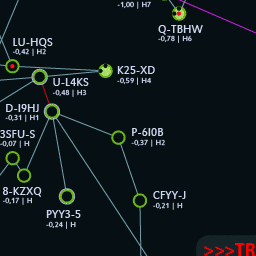 -1,00 | H7
Q-TBHW
-0,78 | H6
LU-HQS
-0,42 | H2
K25-XD
-0,59 | H4
U-L4KS
-0,48 | H3
D-I9HJ
-0,31 | H1
P-6I0B
-0,37 | H2
3SFU-S
-0,07 | H
8-KZXQ
-0,17 | H
CFYY-J
-0,21 | H
PYY3-5
-0,24 | H
>>>TR